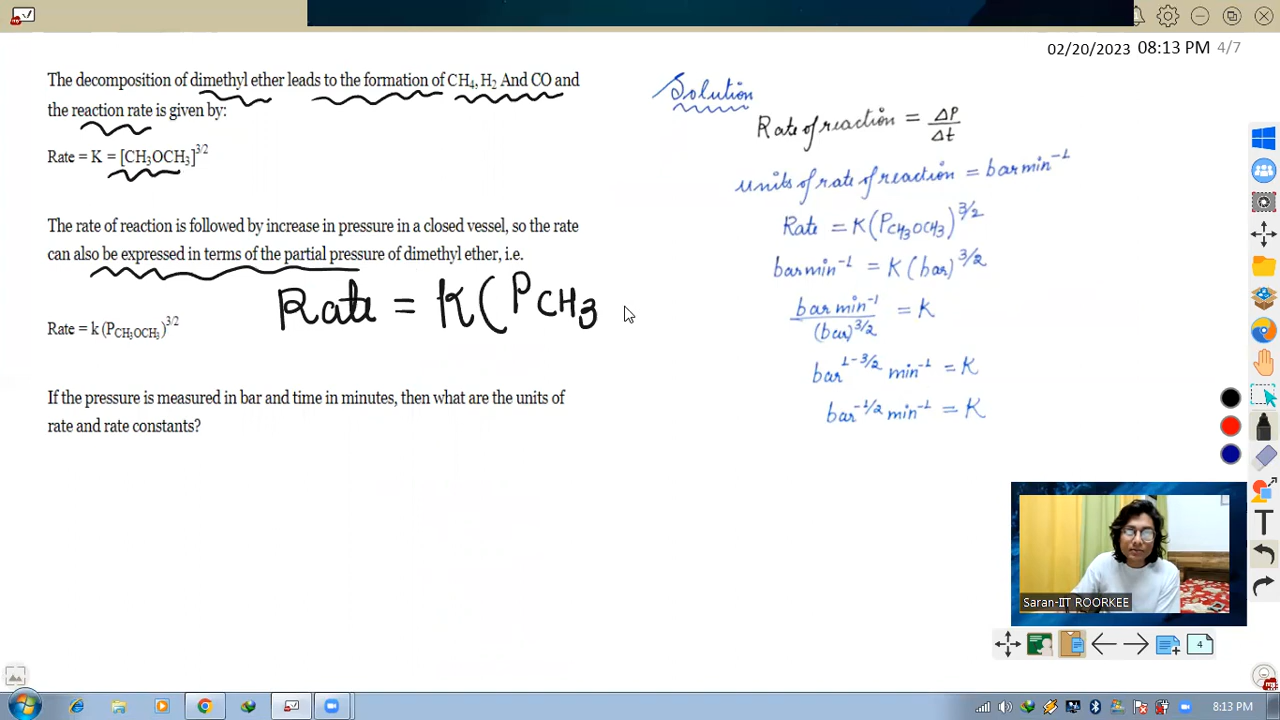 02/20/2023 08:13 PM 4/7
The decomposition of dimethyl ether leads to the formation of CH₄, H₂ And CO and
the reaction rate is given by:
Rate = K = [CH₃OCH₃]^3/2
The rate of reaction is followed by increase in pressure in a closed vessel, so the rate
can also be expressed in terms of the partial pressure of dimethyl ether, i.e.
Rate = K(PCH₃
Rate = k (P_CH₃OCH₃)^3/2
If the pressure is measured in bar and time in minutes, then what are the units of
rate and rate constants?
Solution
Rate of reaction = ΔP/Δt
units of rate of reaction = bar min⁻¹
Rate = K(P_CH₃OCH₃)^3/2
bar min⁻¹ = K(bar)^3/2
bar min⁻¹/(bar)^3/2 = K
bar^1-3/2 min⁻¹ = K
bar^-1/2 min⁻¹ = K
T
Saran-IIT ROORKEE
4
8:13 PM